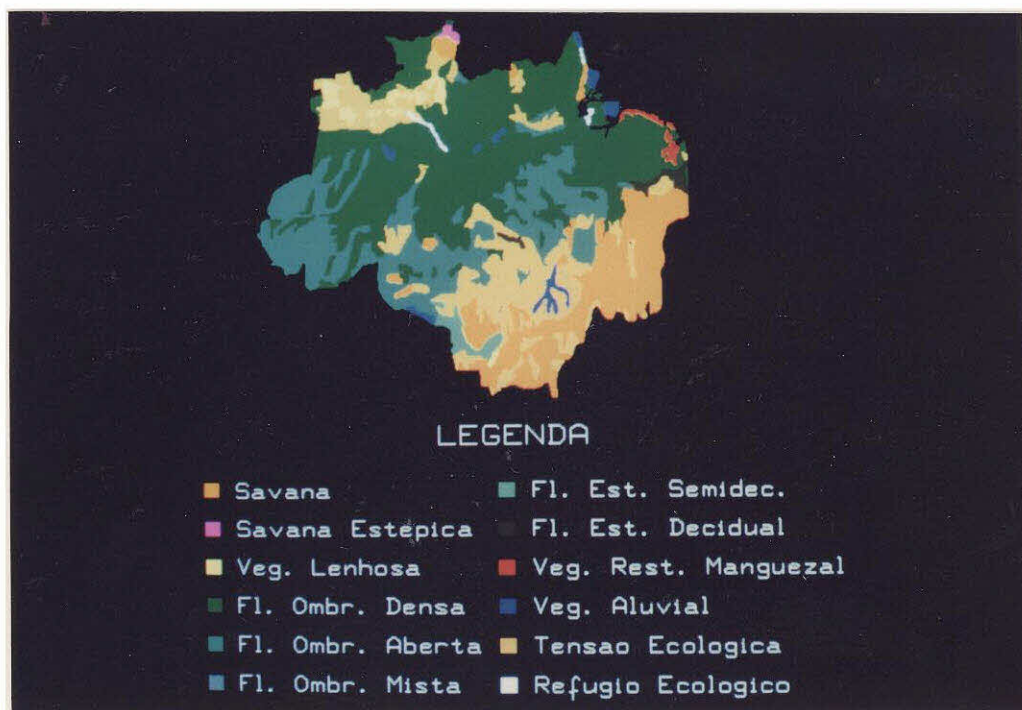 LEGENDA
Savana
Savana Estepica
Veg. Lenhosa
Fl. Ombr. Densa
Fl. Ombr. Aberta
Fl. Ombr. Mista
Fl. Est. Semidec.
Fl. Est. Decidual
Veg. Rest. Manguezal
Veg. Aluvial
Tensao Ecologica
Refugio Ecologico